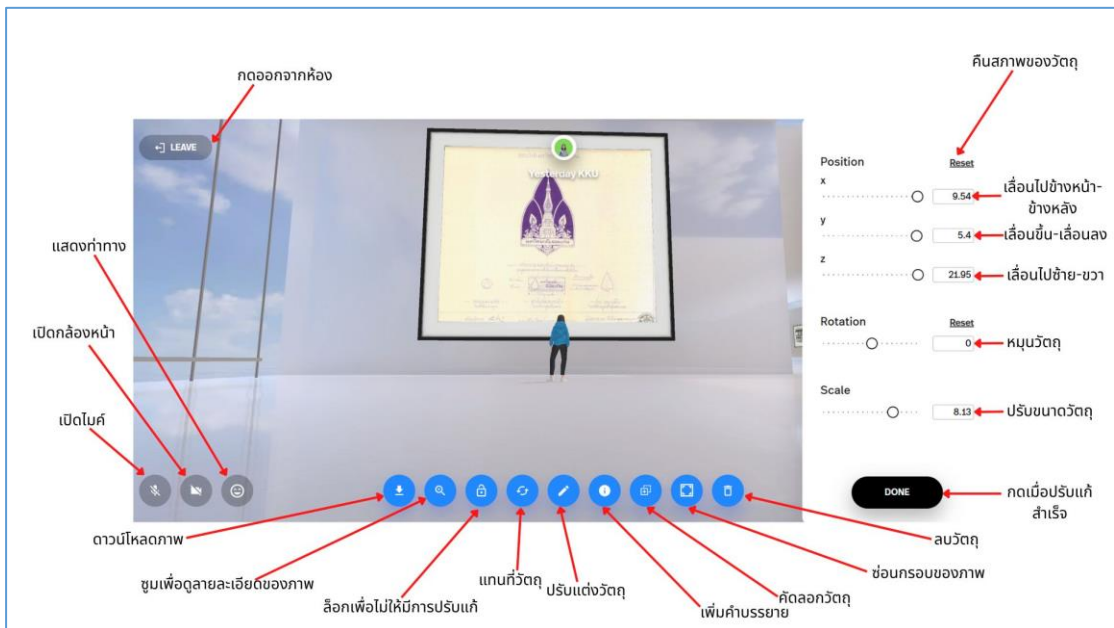 กดออกจากห้อง
คืนสภาพของวัตถุ
LEAVE
Yesterday KKU
Position
Reset
x
9.54
เลื่อนไปข้างหน้า-
ข้างหลัง
y
5.4
เลื่อนขึ้น-เลื่อนลง
z
21.95
เลื่อนไปซ้าย-ขวา
แสดงท่าทาง
เปิดกล้องหน้า
Rotation
Reset
0
หมุนวัตถุ
Scale
8.13
ปรับขนาดวัตถุ
เปิดไมค์
DONE
กดเมื่อปรับแก้
สำเร็จ
ดาวน์โหลดภาพ
ลบวัตถุ
ซูมเพื่อดูลายละเอียดของภาพ
แทนที่วัตถุ
ปรับแต่งวัตถุ
ซ่อนกรอบของภาพ
ล็อกเพื่อไม่ให้มีการปรับแก้
คัดลอกวัตถุ
เพิ่มคำบรรยาย